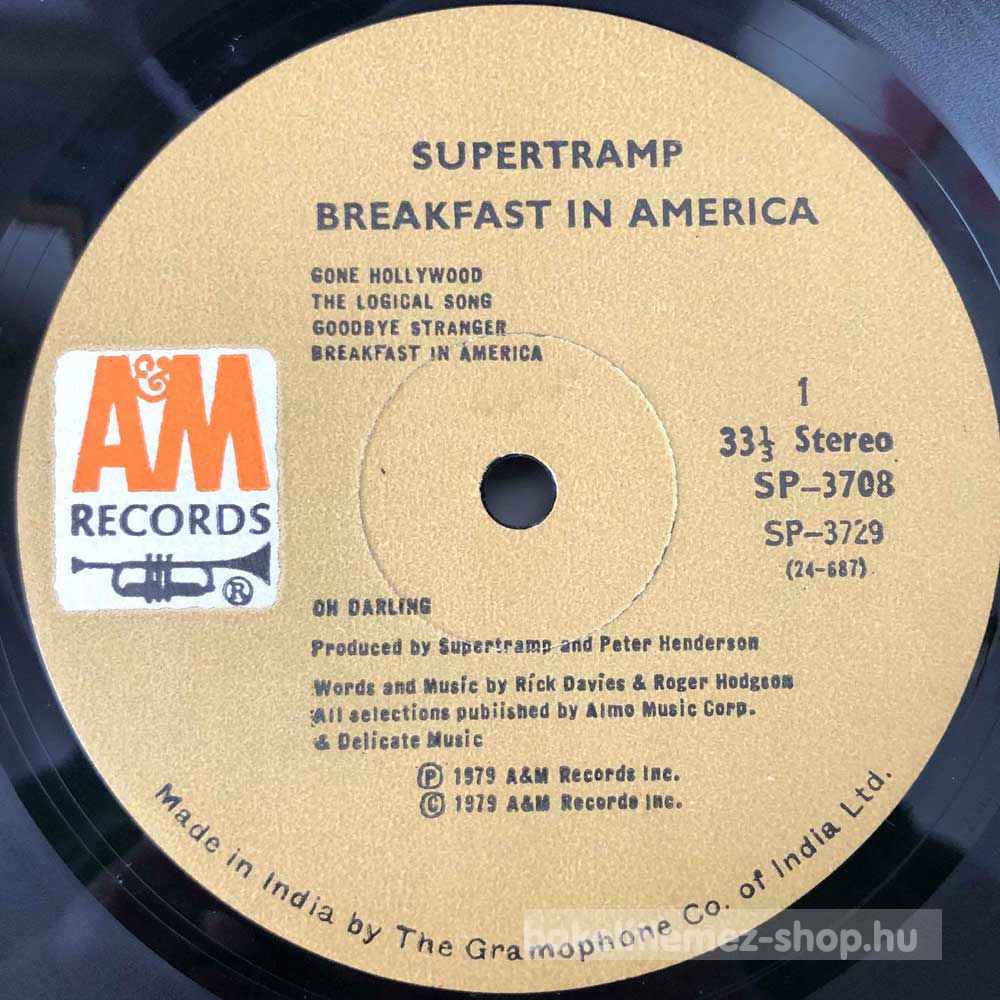 SUPERTRAMP
BREAKFAST IN AMERICA
GONE HOLLYWOOD
THE LOGICAL SONG
GOODBYE STRANGER
BREAKFAST IN AMERICA
A&M
RECORDS
®
1
33⅓ Stereo
SP-3708
SP-3729
(24-687)
OH DARLING
Produced by Supertramp and Peter Henderson
Words and Music by Rick Davies & Roger Hodgson
All selections published by Almo Music Corp.
& Delicate Music
Ⓟ 1979 A&M Records Inc.
© 1979 A&M Records Inc.
Made in India by The Gramophone Co. of India Ltd.